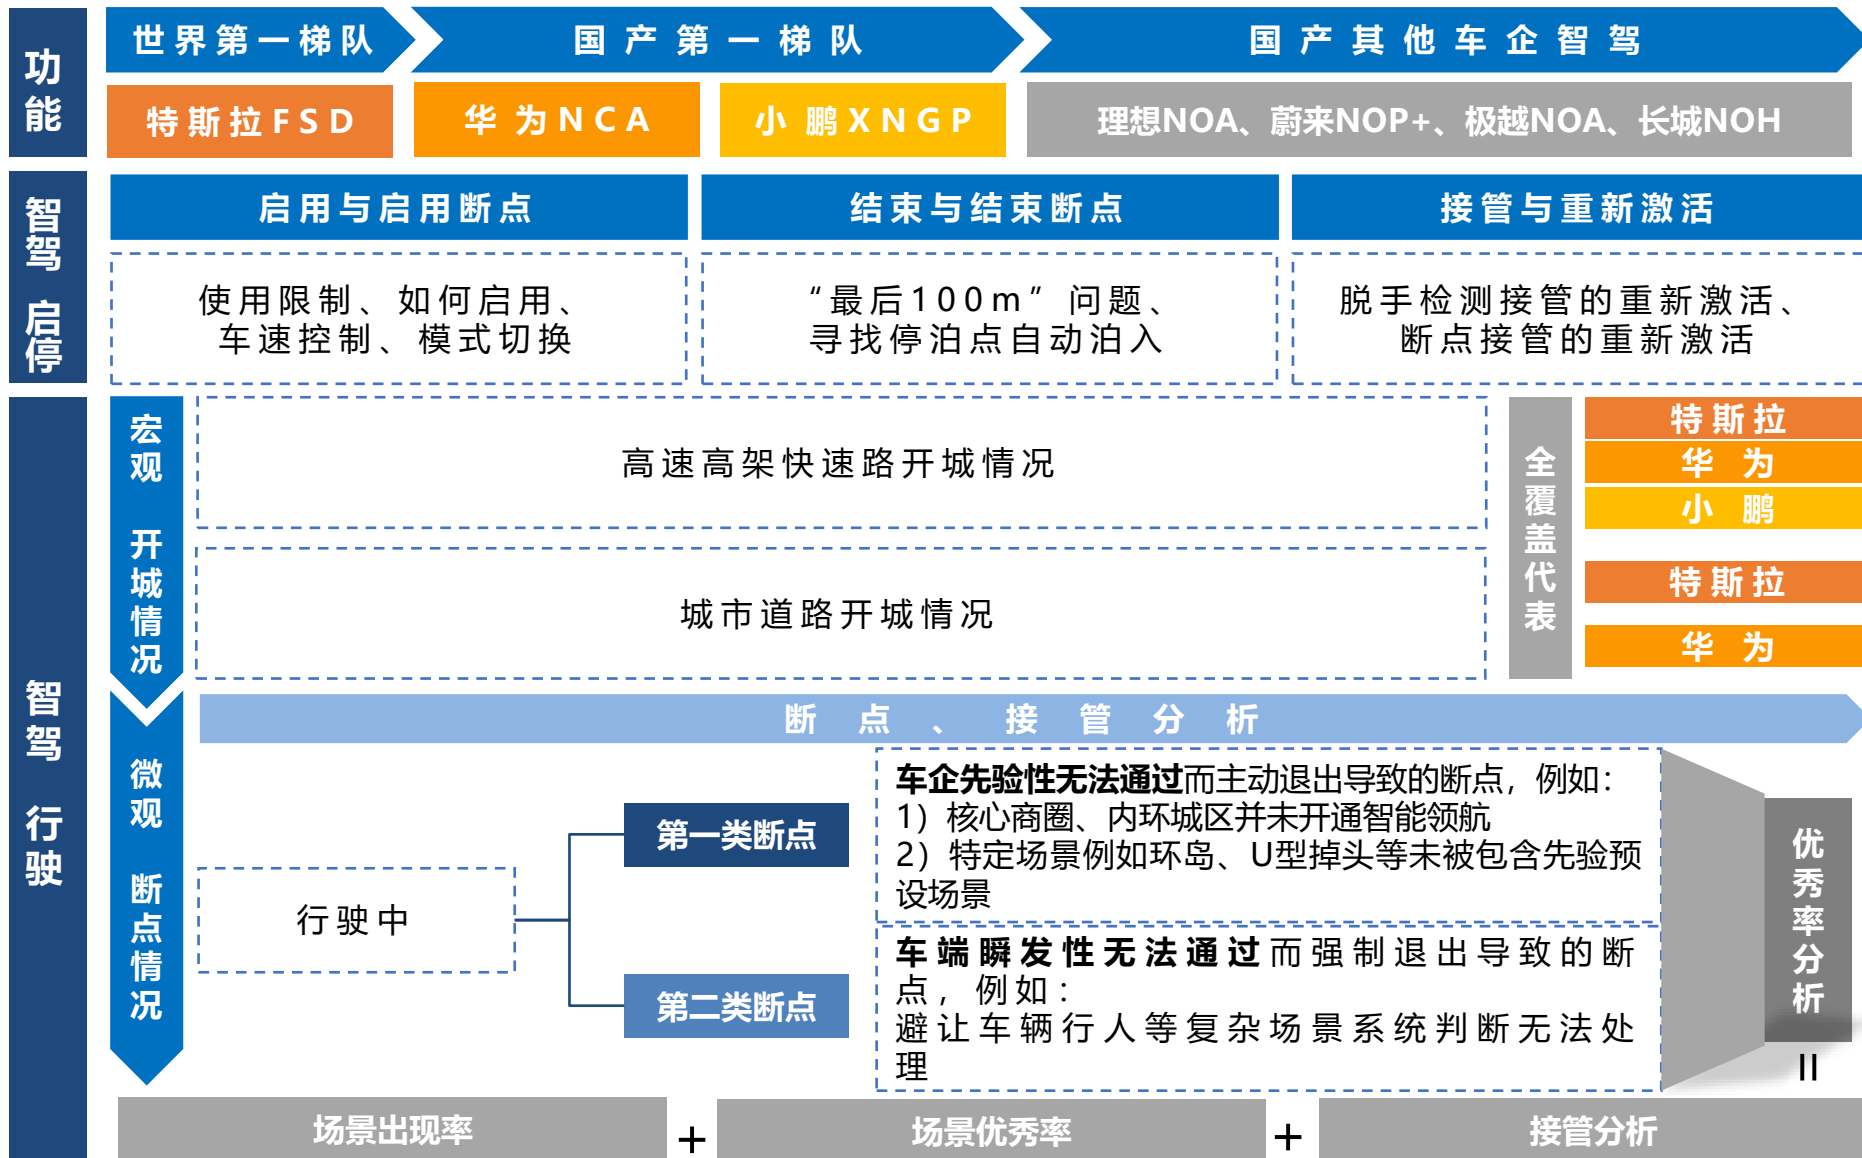 功能
世界第一梯队
国产第一梯队
国产其他车企智驾
特斯拉FSD
华为NCA
小鹏XNGP
理想NOA、蔚来NOP+、极越NOA、长城NOH
智驾 启停
启用与启用断点
结束与结束断点
接管与重新激活
使用限制、如何启用、
车速控制、模式切换
“最后100m”问题、
寻找停泊点自动泊入
脱手检测接管的重新激活、
断点接管的重新激活
智驾 行驶
宏观 开城情况
高速高架快速路开城情况
城市道路开城情况
全覆盖代表
特斯拉
华为
小鹏
特斯拉
华为
微观 断点情况
断点、接管分析
行驶中
第一类断点
车企先验性无法通过而主动退出导致的断点，例如：
1）核心商圈、内环城区并未开通智能领航
2）特定场景例如环岛、U型掉头等未被包含先验预
设场景
第二类断点
车端瞬发性无法通过而强制退出导致的断
点，例如：
避让车辆行人等复杂场景系统判断无法处
理
优秀率分析
=
场景出现率
+
场景优秀率
+
接管分析